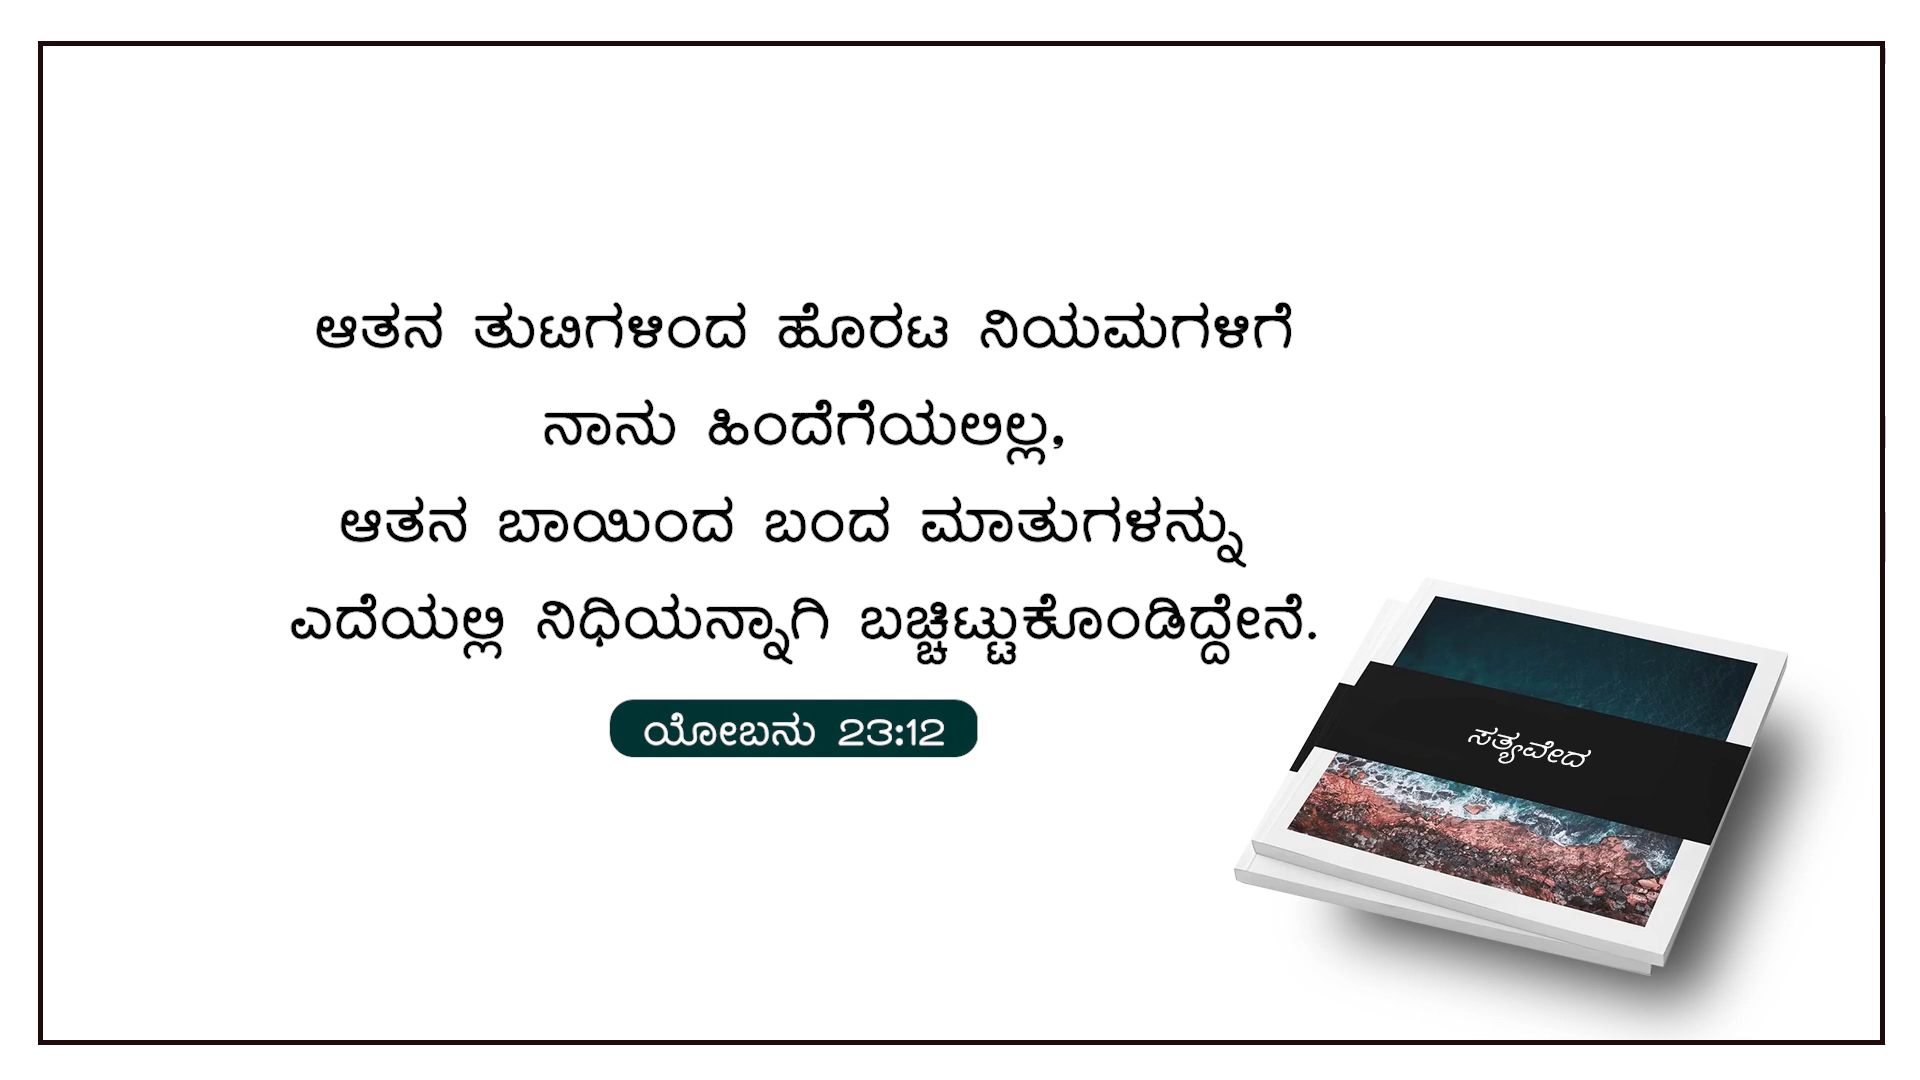 ಆತನ ತುಟಿಗಳಿಂದ ಹೊರಟ ನಿಯಮಗಳಿಗೆ
ನಾನು ಹಿಂದೆಗೆಯಲಿಲ್ಲ,
ಆತನ ಬಾಯಿಂದ ಬಂದ ಮಾತುಗಳನ್ನು
ಎದೆಯಲ್ಲಿ ನಿಧಿಯನ್ನಾಗಿ ಬಚ್ಚಿಟ್ಟುಕೊಂಡಿದ್ದೇನೆ.
ಯೋಬನು 23:12
ಸತ್ಯವೇದ